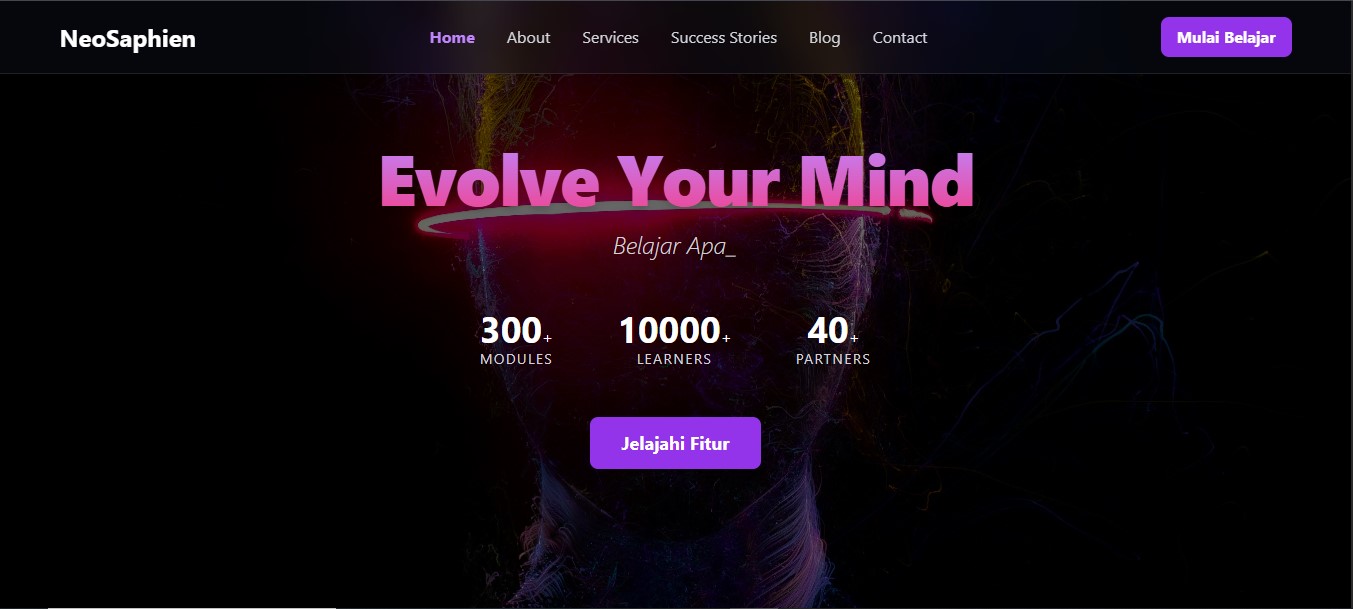 NeoSaphien
Home About Services Success Stories Blog Contact
Mulai Belajar
Evolve Your Mind
Belajar Apa_
300+ 10000+ 40+
MODULES LEARNERS PARTNERS
Jelajahi Fitur